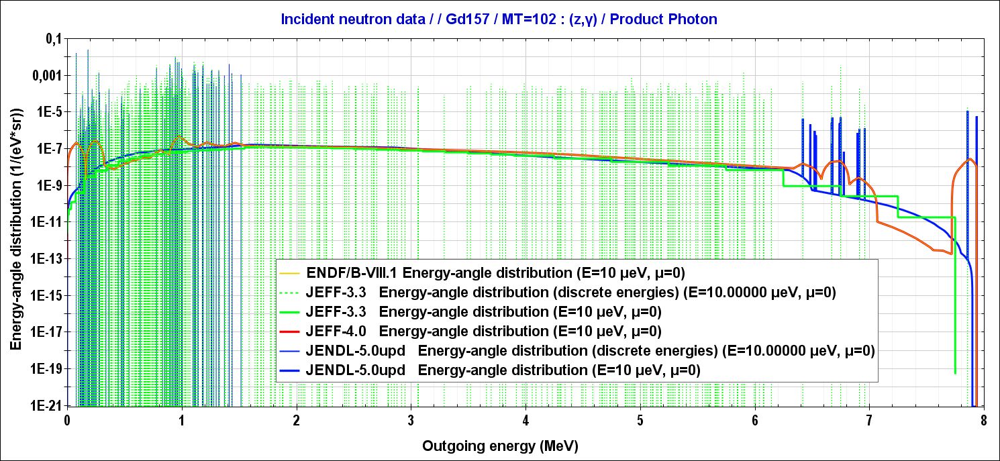 Incident neutron data / / Gd157 / MT=102 : (z,γ) / Product Photon
Energy-angle distribution (1/(eV*sr))
0,1
0,001
1E-5
1E-7
1E-9
1E-11
1E-13
1E-15
1E-17
1E-19
1E-21
ENDF/B-VIII.1 Energy-angle distribution (E=10 µeV, µ=0)
JEFF-3.3 Energy-angle distribution (discrete energies) (E=10.00000 µeV, µ=0)
JEFF-3.3 Energy-angle distribution (E=10 µeV, µ=0)
JEFF-4.0 Energy-angle distribution (E=10 µeV, µ=0)
JENDL-5.0upd Energy-angle distribution (discrete energies) (E=10.00000 µeV, µ=0)
JENDL-5.0upd Energy-angle distribution (E=10 µeV, µ=0)
0 1 2 3 4 5 6 7 8
Outgoing energy (MeV)